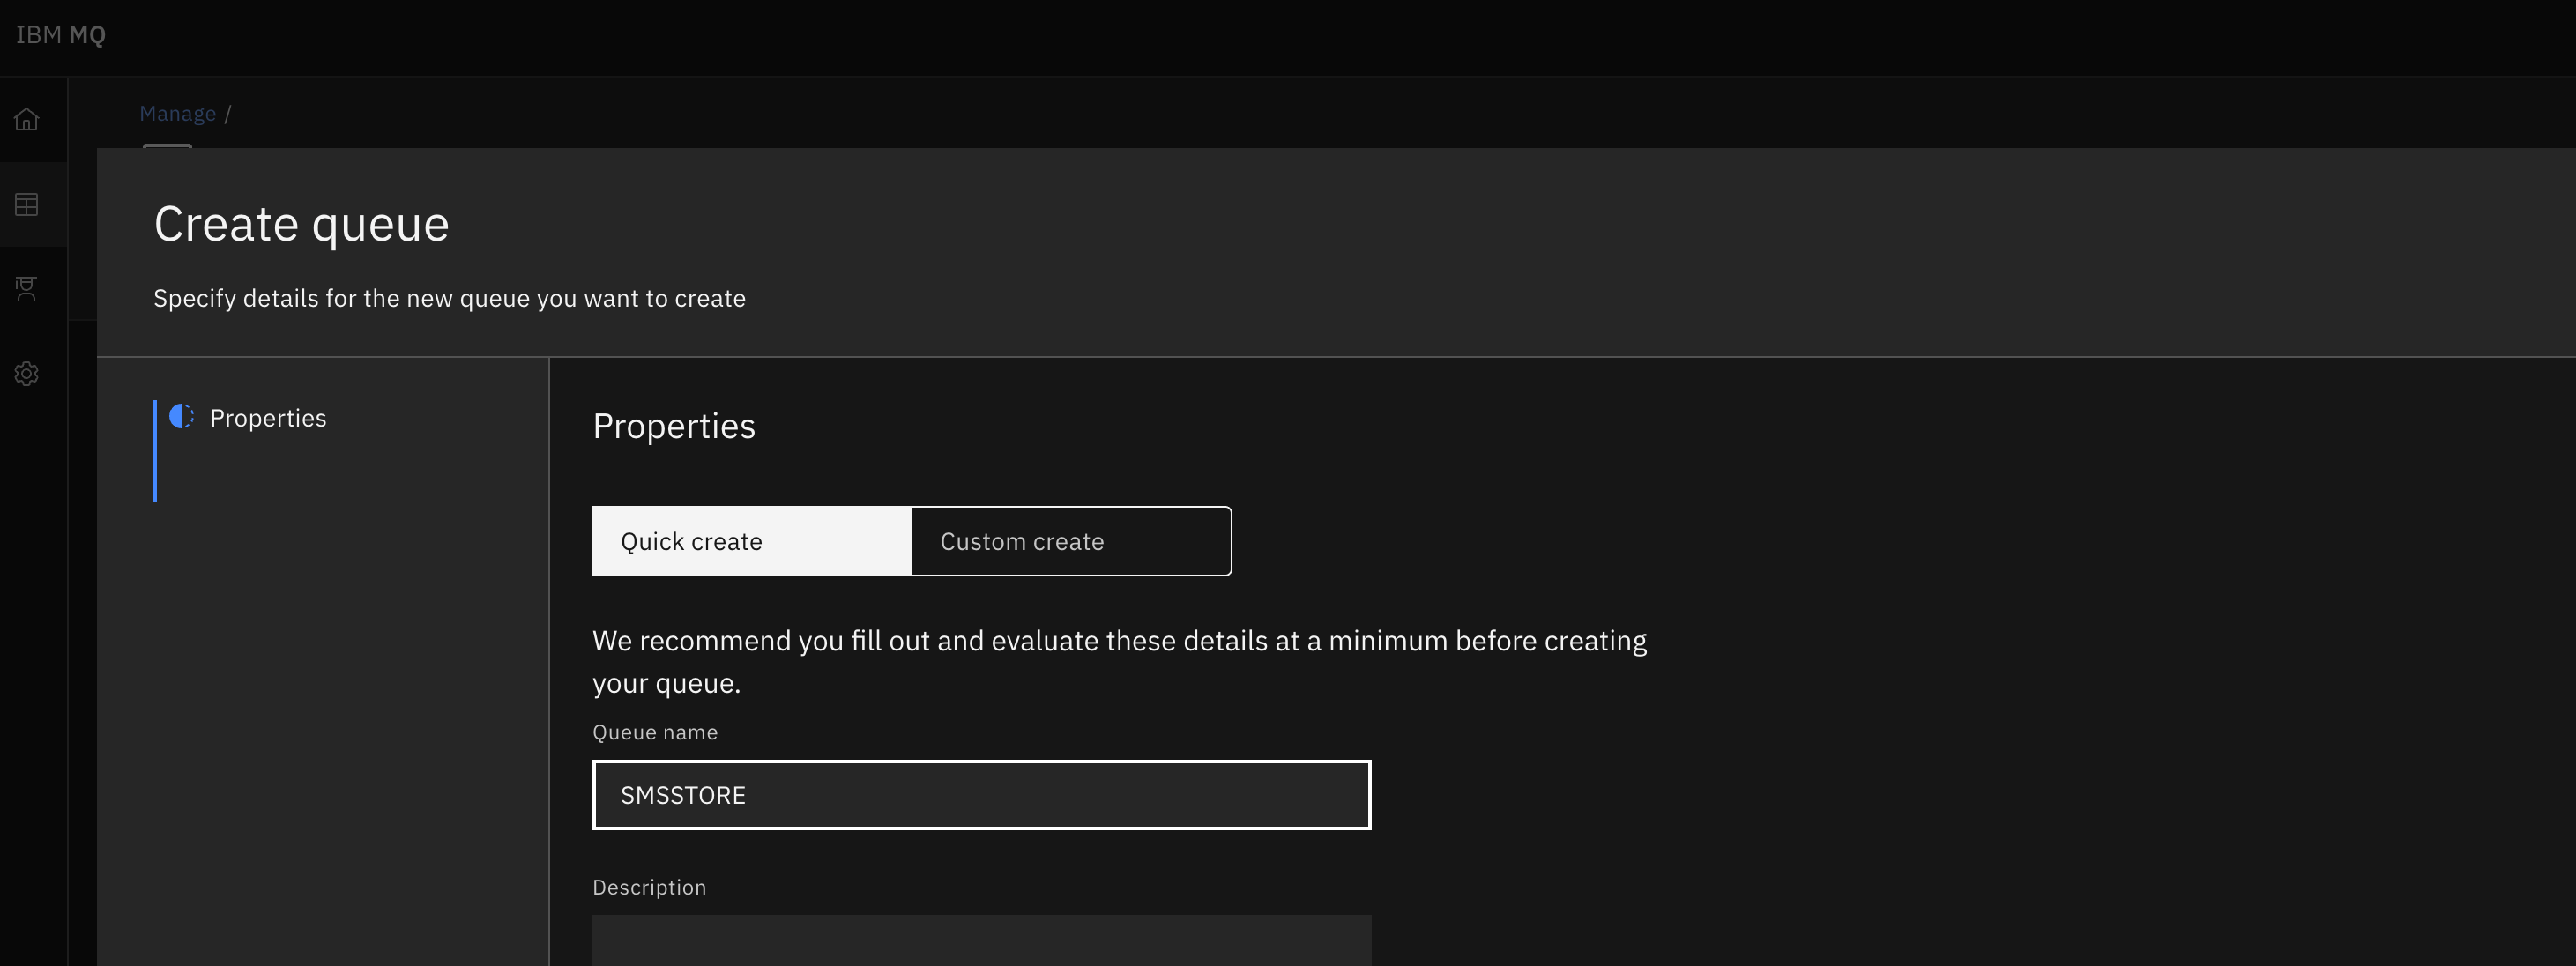 IBM MQ
Manage /
Create queue
Specify details for the new queue you want to create
Properties
Properties
Quick create
Custom create
We recommend you fill out and evaluate these details at a minimum before creating
your queue.
Queue name
SMSSTORE
Description